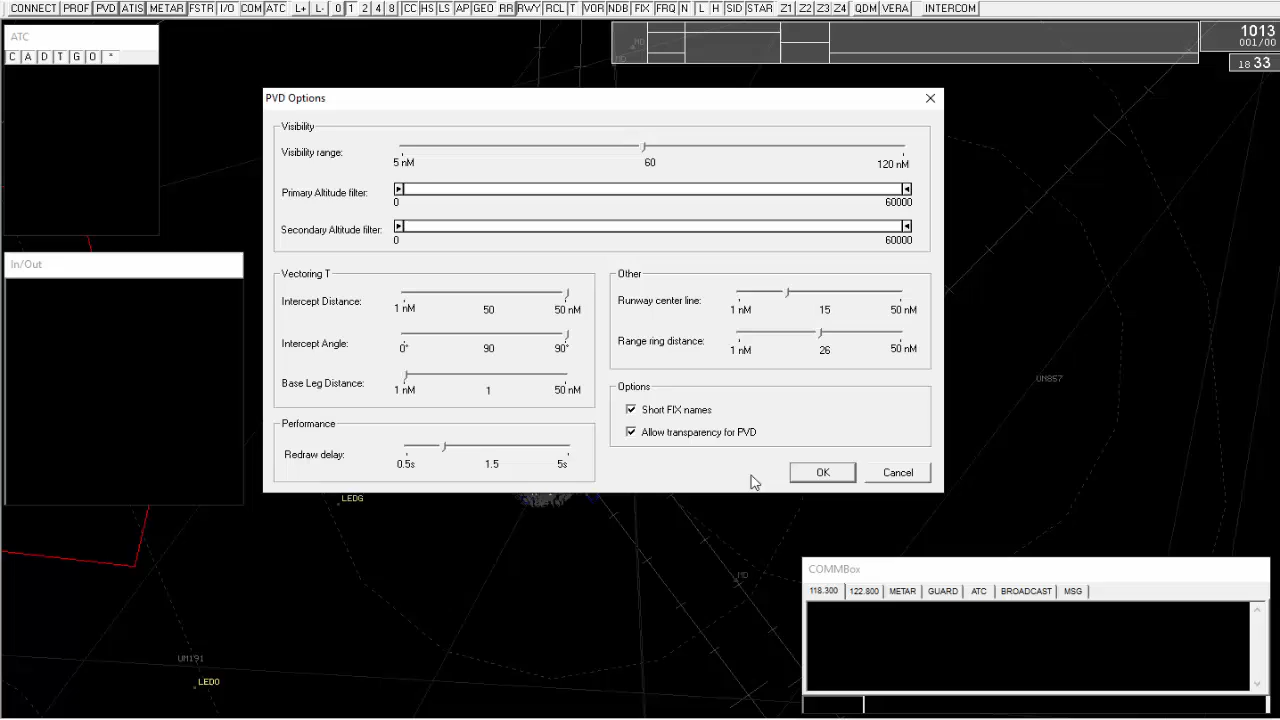 CONNECT PROF PVD ATIS METAR FSTR I/O COM ATC L+ L- 0 1 2 4 8 CC HS LS AP GEO RR RWY RCL T VOR NDB FIX FRQ N L H SID STAR Z1 Z2 Z3 Z4 QDM VERA INTERCOM
ATC
C A D T G O *
MD
MD
1013
001/00
18 33
PVD Options
Visibility
Visibility range:
5 nM 60 120 nM
Primary Altitude filter:
0 60000
Secondary Altitude filter:
0 60000
In/Out
Vectoring T
Intercept Distance:
1 nM 50 50 nM
Intercept Angle:
0° 90 90°
Base Leg Distance:
1 nM 1 50 nM
Other
Runway center line:
1 nM 15 50 nM
Range ring distance:
1 nM 26 50 nM
Options
Short FIX names
Allow transparency for PVD
Performance
Redraw delay:
0.5s 1.5 5s
OK Cancel
UM857
LEDG
MD
UM191
LEDO
COMMBox
118.300 122.800 METAR GUARD ATC BROADCAST MSG